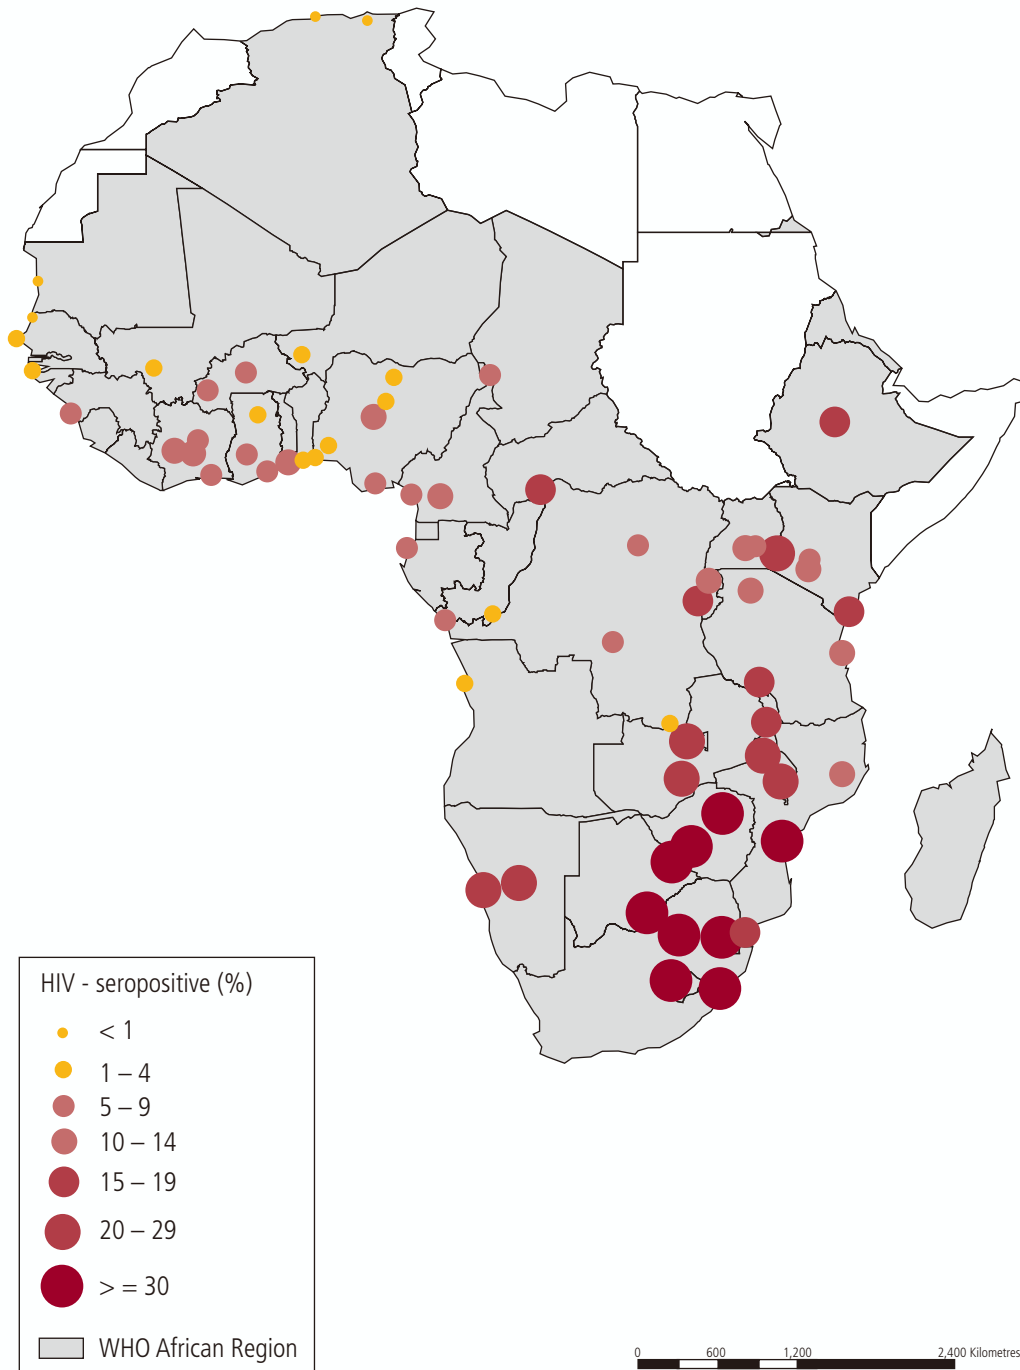 HIV - seropositive (%)
< 1
1 – 4
5 – 9
10 – 14
15 – 19
20 – 29
> = 30
WHO African Region
0 600 1,200 2,400 Kilometres